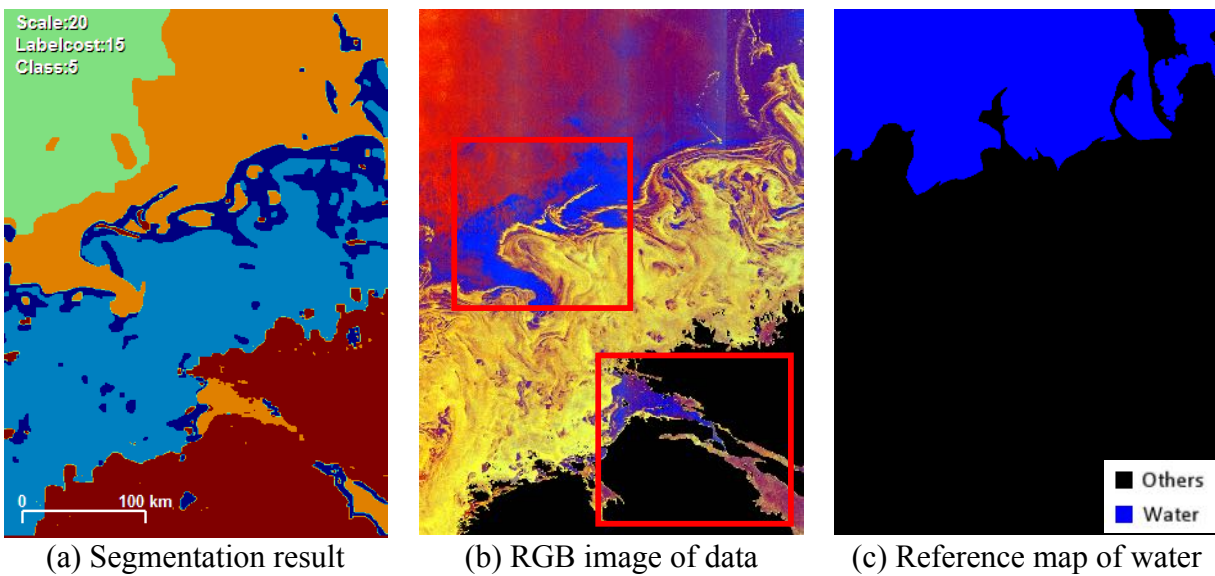 Scale:20
Labelcost:15
Class:5
0 100 km
Others
Water
(a) Segmentation result
(b) RGB image of data
(c) Reference map of water